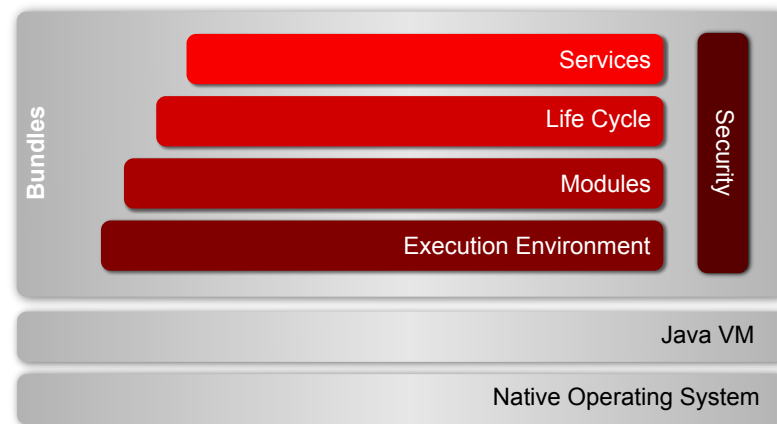 Bundles
Services
Life Cycle
Modules
Execution Environment
Security
Java VM
Native Operating System